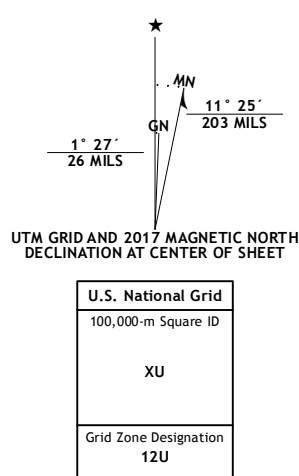 ★
MN
11° 25´
203 MILS
GN
1° 27´
26 MILS
UTM GRID AND 2017 MAGNETIC NORTH
DECLINATION AT CENTER OF SHEET
U.S. National Grid
100,000-m Square ID
XU
Grid Zone Designation
12U